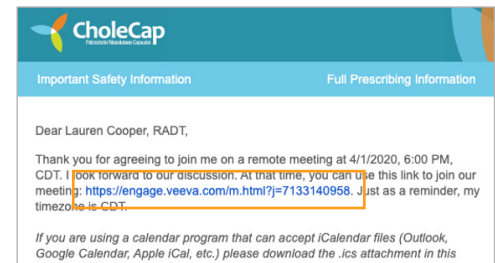 CholeCap
Important Safety Information Full Prescribing Information
Dear Lauren Cooper, RADT,
Thank you for agreeing to join me on a remote meeting at 4/1/2020, 6:00 PM,
CDT. I look forward to our discussion. At that time, you can use this link to join our
meeting: https://engage.veeva.com/m.html?j=7133140958. Just as a reminder, my
timezone is CDT.
If you are using a calendar program that can accept iCalendar files (Outlook,
Google Calendar, Apple iCal, etc.) please download the .ics attachment in this